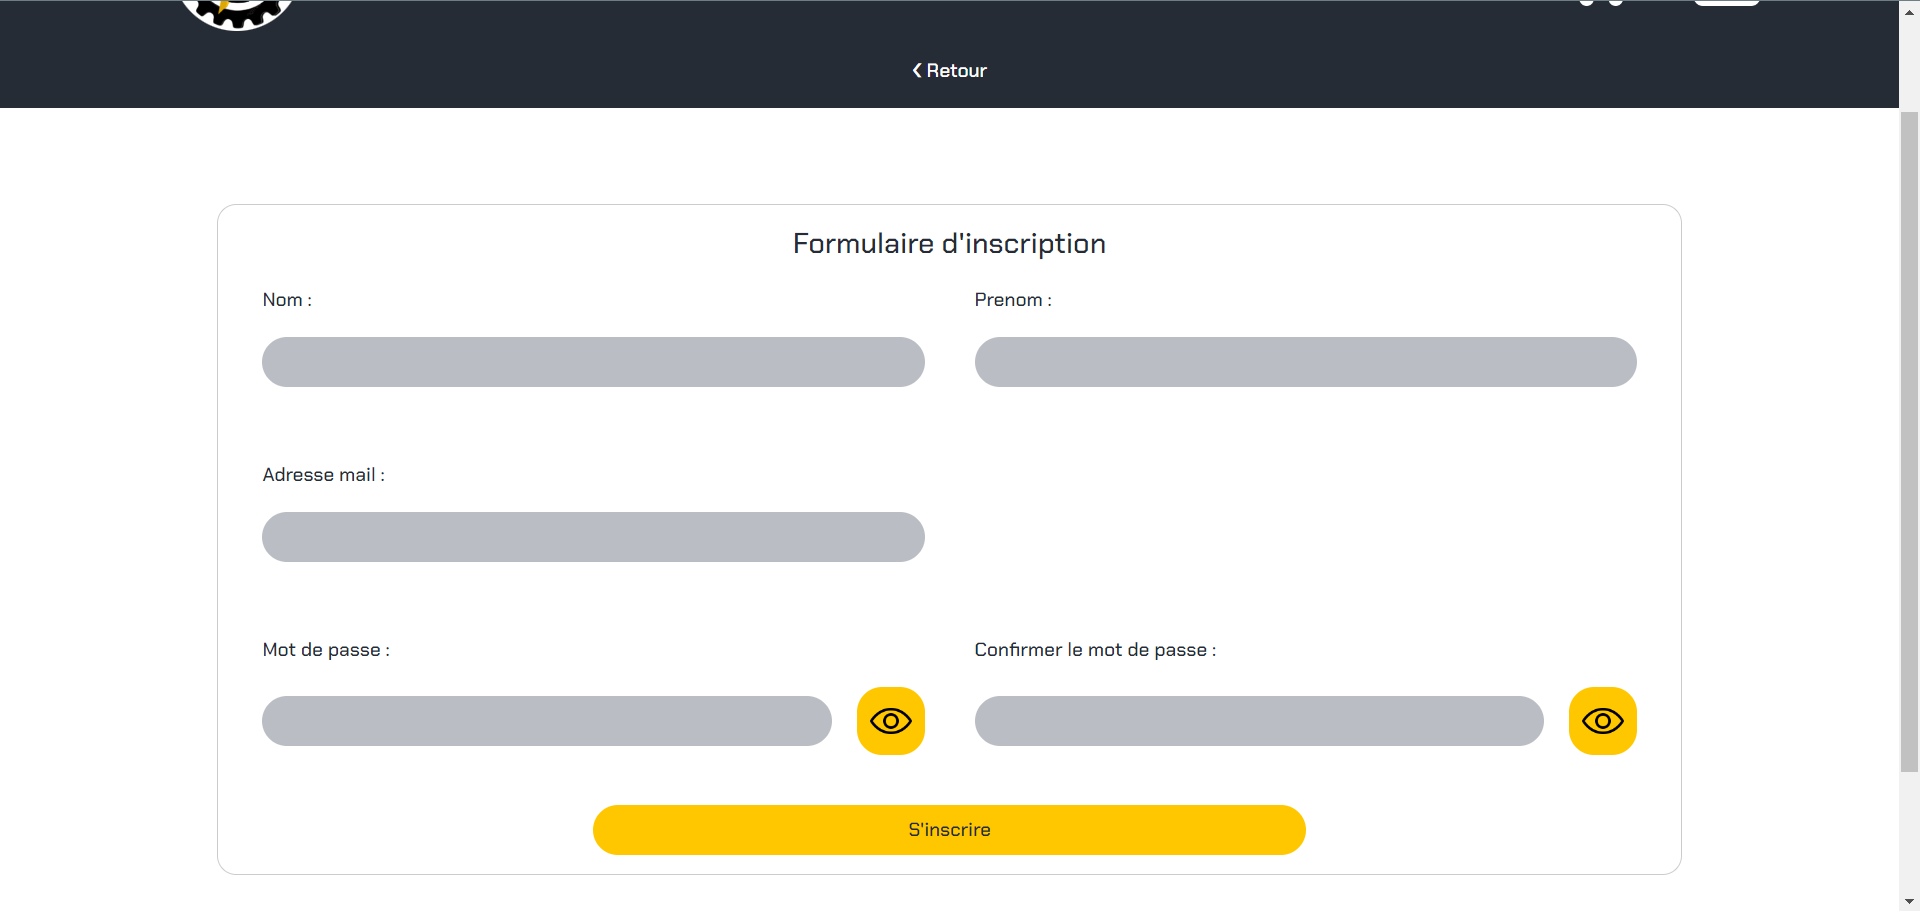 Retour
Formulaire d'inscription
Nom :
Prenom :
Adresse mail :
Mot de passe :
Confirmer le mot de passe :
S'inscrire